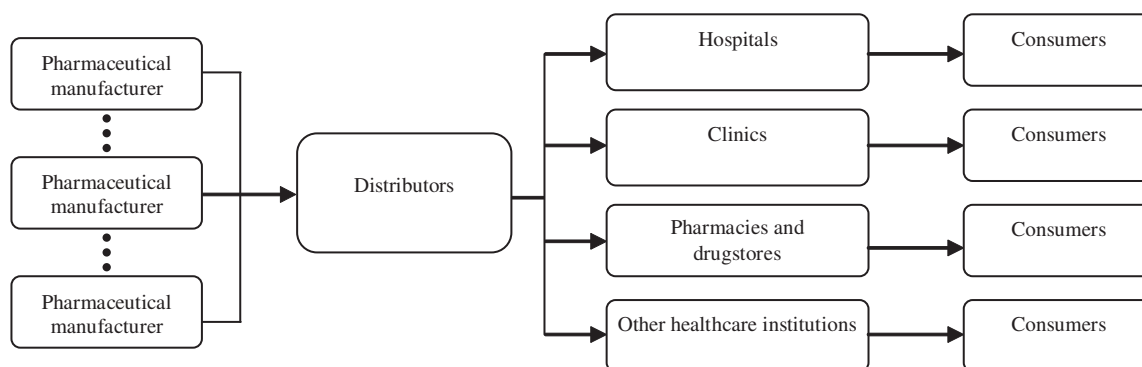 Pharmaceutical
manufacturer
Pharmaceutical
manufacturer
Pharmaceutical
manufacturer
Distributors
Hospitals
Clinics
Pharmacies and
drugstores
Other healthcare institutions
Consumers
Consumers
Consumers
Consumers